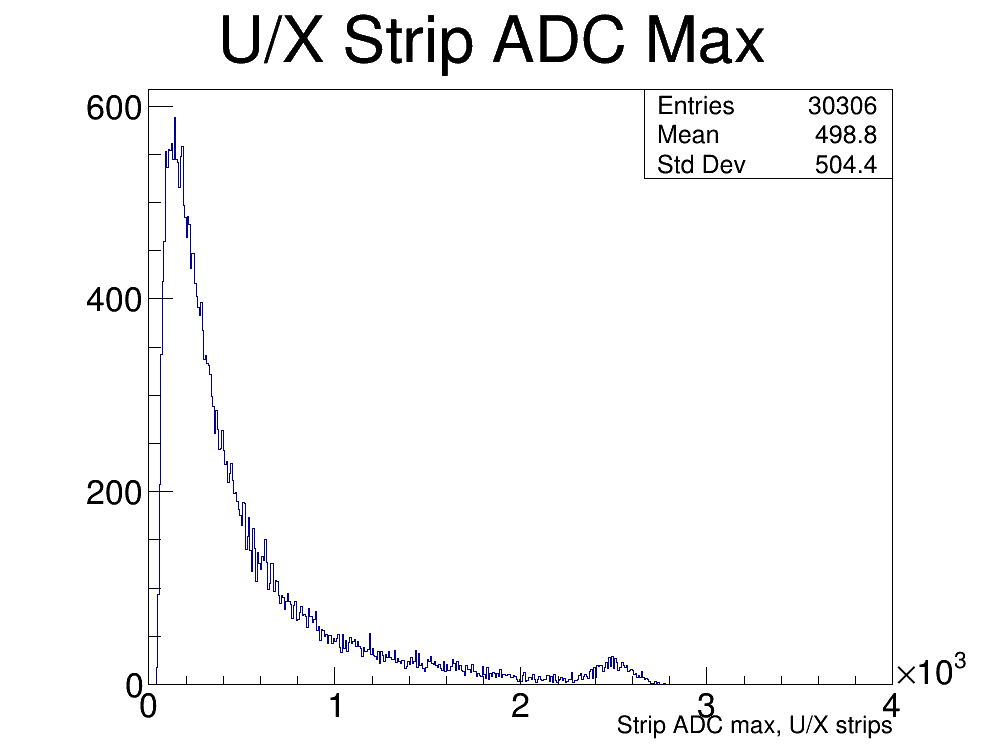 U/X Strip ADC Max
Entries 30306
Mean 498.8
Std Dev 504.4
600
400
200
0
0 1 2 3 4
×10³
Strip ADC max, U/X strips